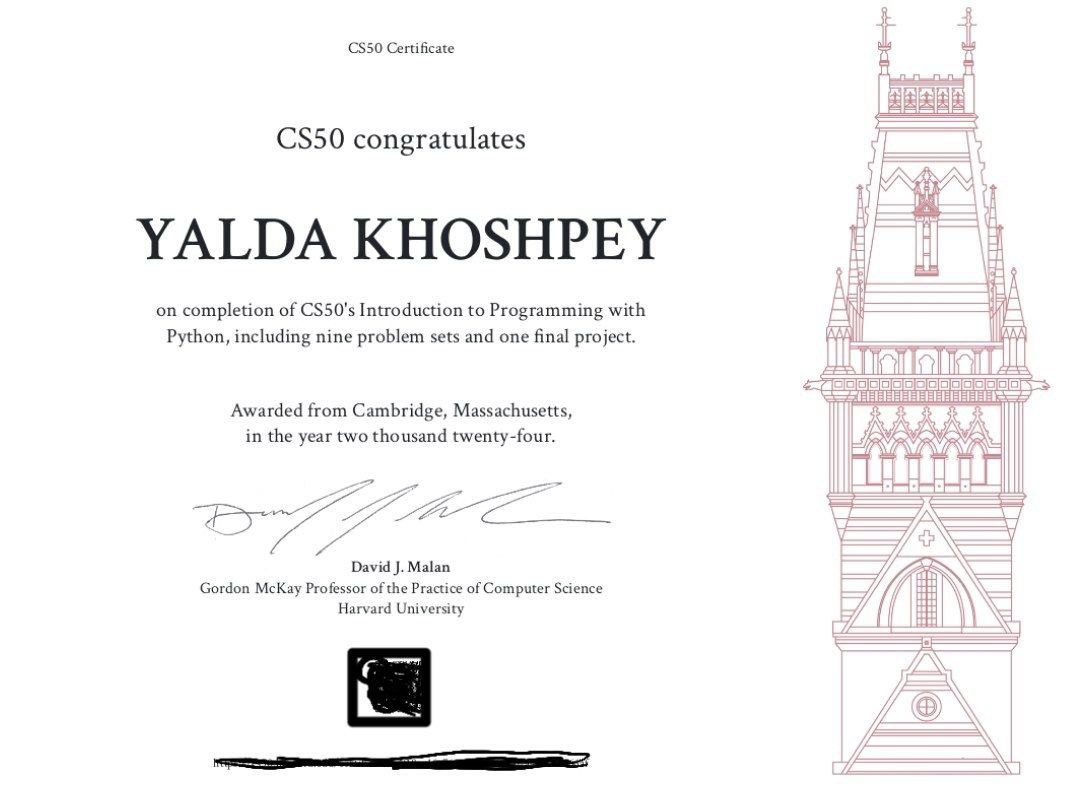 CS50 Certificate
CS50 congratulates
YALDA KHOSHPEY
on completion of CS50's Introduction to Programming with
Python, including nine problem sets and one final project.
Awarded from Cambridge, Massachusetts,
in the year two thousand twenty-four.
David J. Malan
Gordon McKay Professor of the Practice of Computer Science
Harvard University